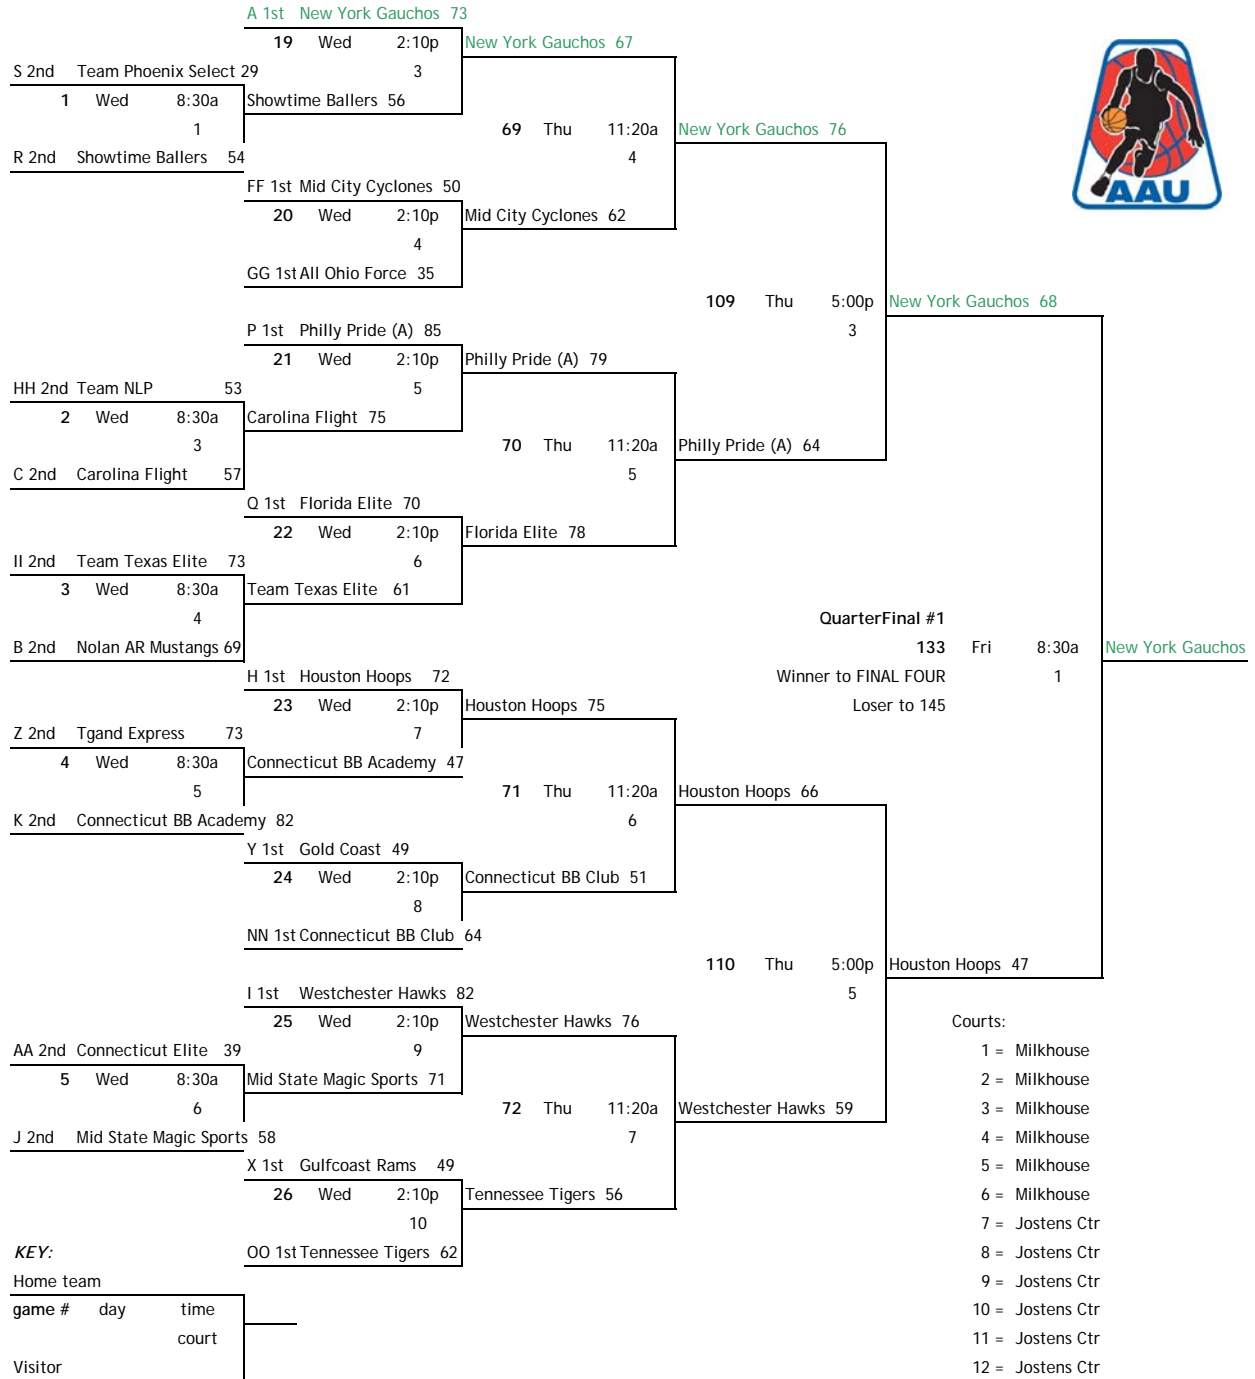 A 1st New York Gauchos 73
19 Wed 2:10p New York Gauchos 67
S 2nd Team Phoenix Select 29 3
1 Wed 8:30a Showtime Ballers 56
1 69 Thu 11:20a New York Gauchos 76
R 2nd Showtime Ballers 54 4
FF 1st Mid City Cyclones 50
20 Wed 2:10p Mid City Cyclones 62
4
GG 1st All Ohio Force 35
109 Thu 5:00p New York Gauchos 68
P 1st Philly Pride (A) 85 3
21 Wed 2:10p Philly Pride (A) 79
HH 2nd Team NLP 53 5
2 Wed 8:30a Carolina Flight 75
3 70 Thu 11:20a Philly Pride (A) 64
C 2nd Carolina Flight 57 5
Q 1st Florida Elite 70
22 Wed 2:10p Florida Elite 78
II 2nd Team Texas Elite 73 6
3 Wed 8:30a Team Texas Elite 61
4 QuarterFinal #1
B 2nd Nolan AR Mustangs 69 133 Fri 8:30a New York Gauchos
H 1st Houston Hoops 72 Winner to FINAL FOUR 1
23 Wed 2:10p Houston Hoops 75 Loser to 145
Z 2nd Tgand Express 73 7
4 Wed 8:30a Connecticut BB Academy 47
5 71 Thu 11:20a Houston Hoops 66
K 2nd Connecticut BB Academy 82 6
Y 1st Gold Coast 49
24 Wed 2:10p Connecticut BB Club 51
8
NN 1st Connecticut BB Club 64
110 Thu 5:00p Houston Hoops 47
I 1st Westchester Hawks 82 5
25 Wed 2:10p Westchester Hawks 76 Courts:
AA 2nd Connecticut Elite 39 9 1 = Milkhouse
5 Wed 8:30a Mid State Magic Sports 71 2 = Milkhouse
6 72 Thu 11:20a Westchester Hawks 59 3 = Milkhouse
J 2nd Mid State Magic Sports 58 7 4 = Milkhouse
X 1st Gulfcoast Rams 49 5 = Milkhouse
26 Wed 2:10p Tennessee Tigers 56 6 = Milkhouse
10 7 = Jostens Ctr
KEY: OO 1st Tennessee Tigers 62 8 = Jostens Ctr
Home team 9 = Jostens Ctr
game # day time 10 = Jostens Ctr
court 11 = Jostens Ctr
Visitor 12 = Jostens Ctr
AAU